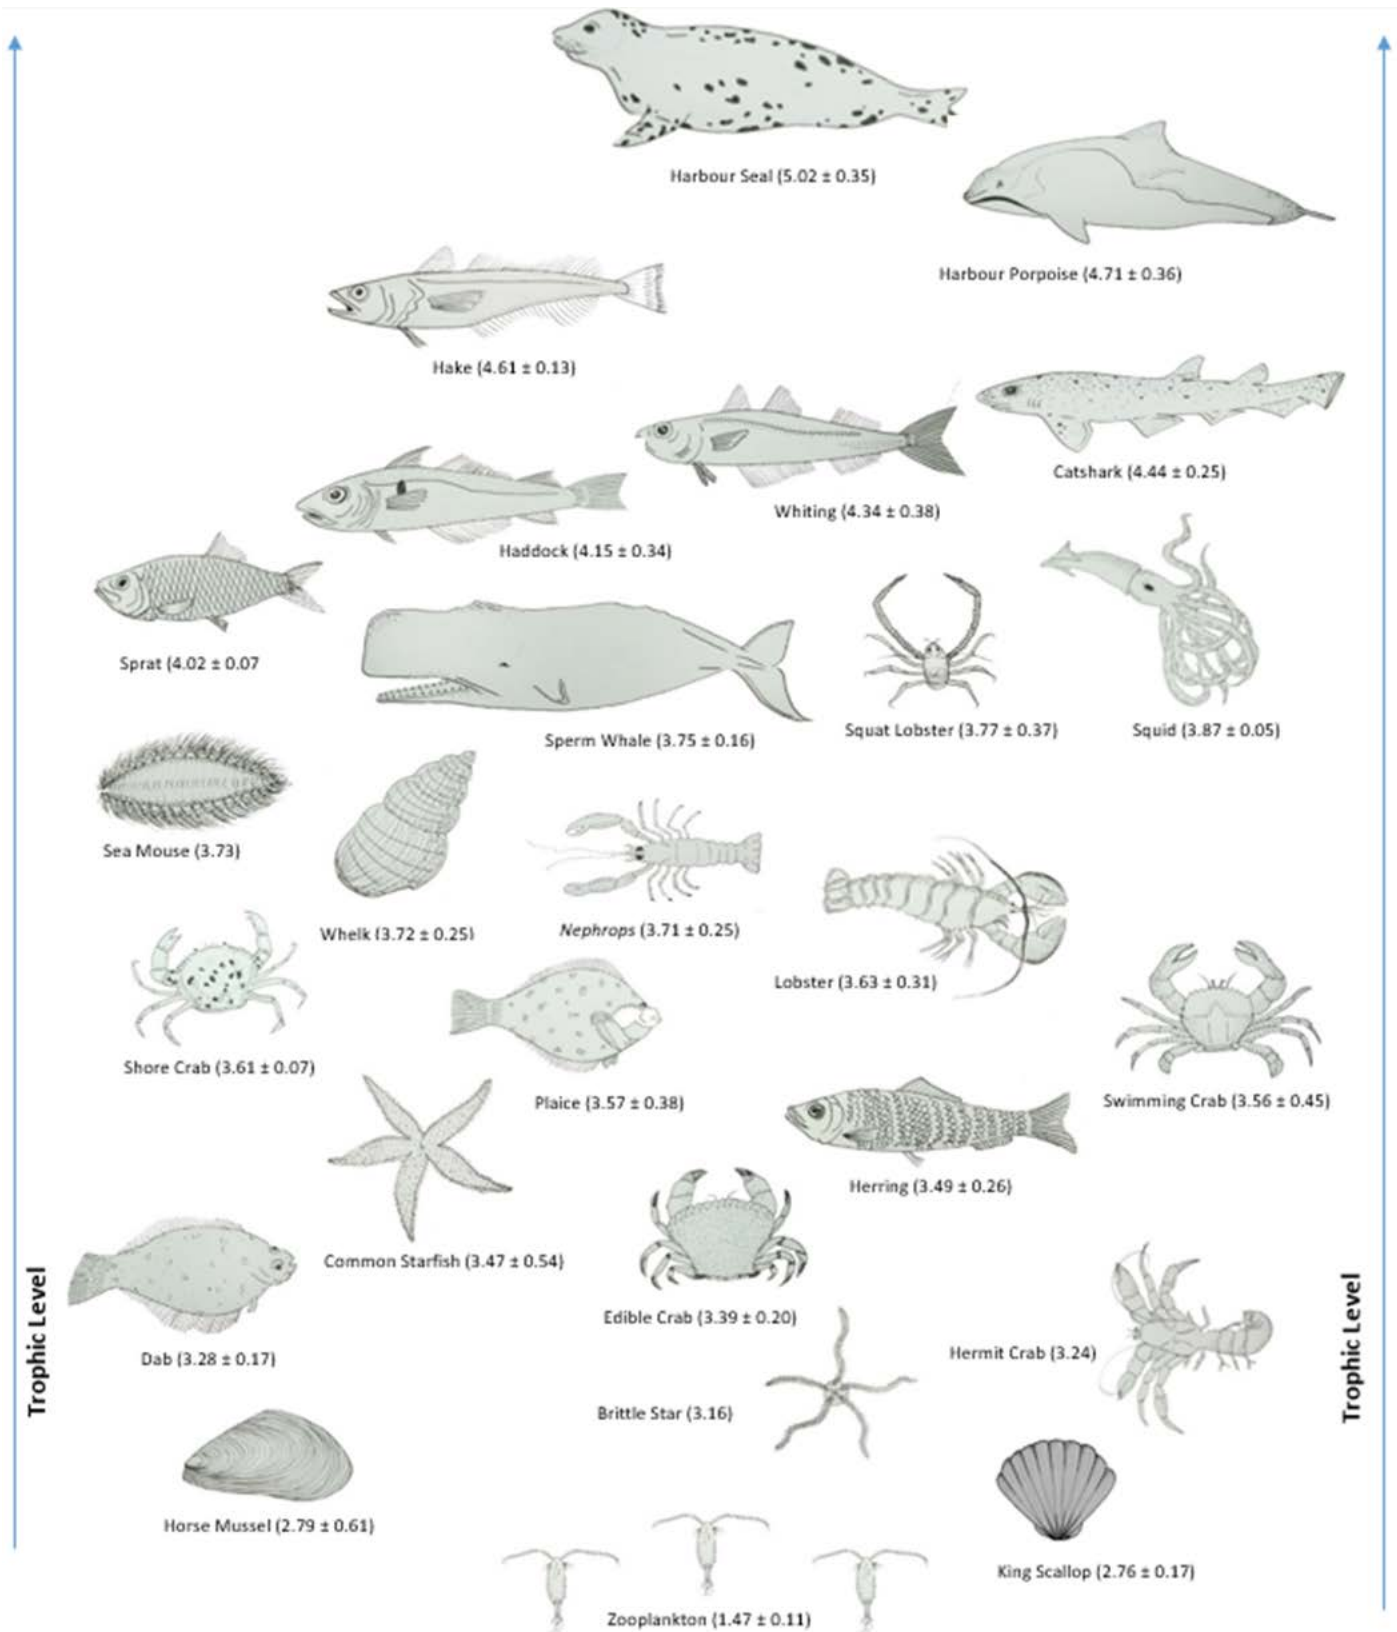 Harbour Seal (5.02 ± 0.35)
Harbour Porpoise (4.71 ± 0.36)
Hake (4.61 ± 0.13)
Catshark (4.44 ± 0.25)
Whiting (4.34 ± 0.38)
Haddock (4.15 ± 0.34)
Sprat (4.02 ± 0.07
Squid (3.87 ± 0.05)
Squat Lobster (3.77 ± 0.37)
Sperm Whale (3.75 ± 0.16)
Sea Mouse (3.73)
Whelk (3.72 ± 0.25)
Nephrops (3.71 ± 0.25)
Lobster (3.63 ± 0.31)
Shore Crab (3.61 ± 0.07)
Plaice (3.57 ± 0.38)
Swimming Crab (3.56 ± 0.45)
Herring (3.49 ± 0.26)
Common Starfish (3.47 ± 0.54)
Edible Crab (3.39 ± 0.20)
Dab (3.28 ± 0.17)
Hermit Crab (3.24)
Brittle Star (3.16)
Horse Mussel (2.79 ± 0.61)
King Scallop (2.76 ± 0.17)
Zooplankton (1.47 ± 0.11)
Trophic Level
Trophic Level